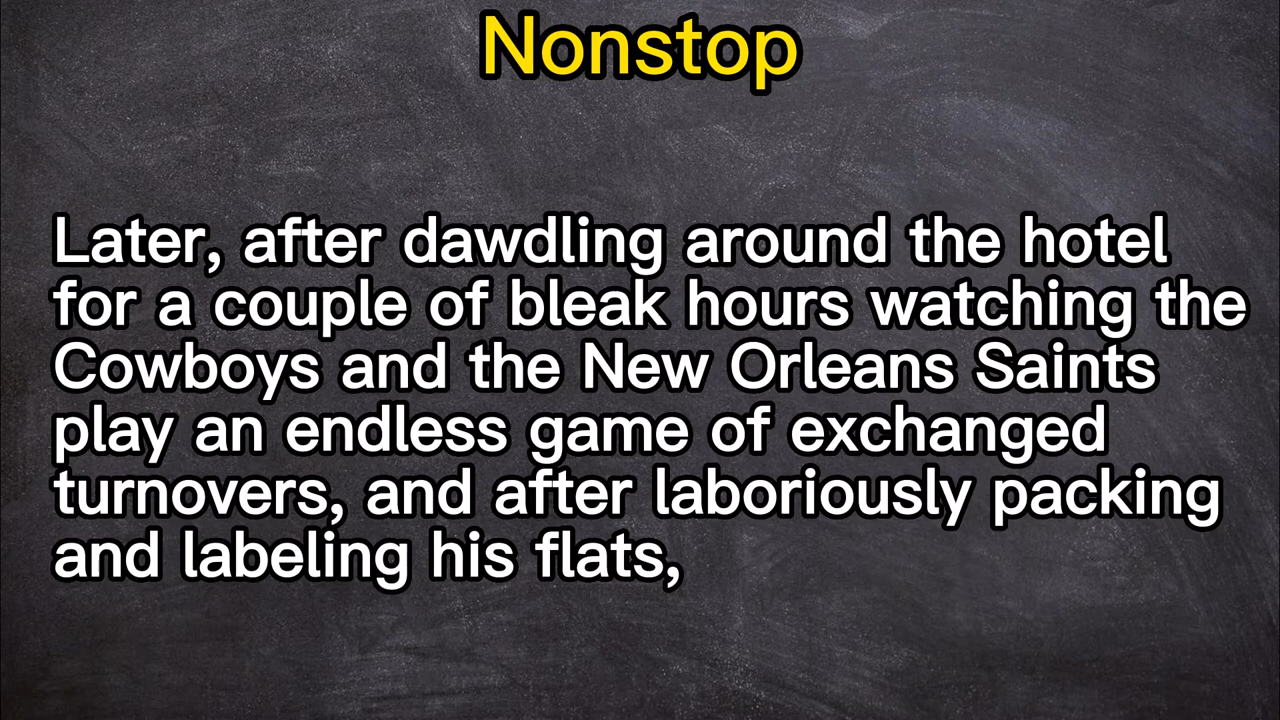 Nonstop
Later, after dawdling around the hotel
for a couple of bleak hours watching the
Cowboys and the New Orleans Saints
play an endless game of exchanged
turnovers, and after laboriously packing
and labeling his flats,